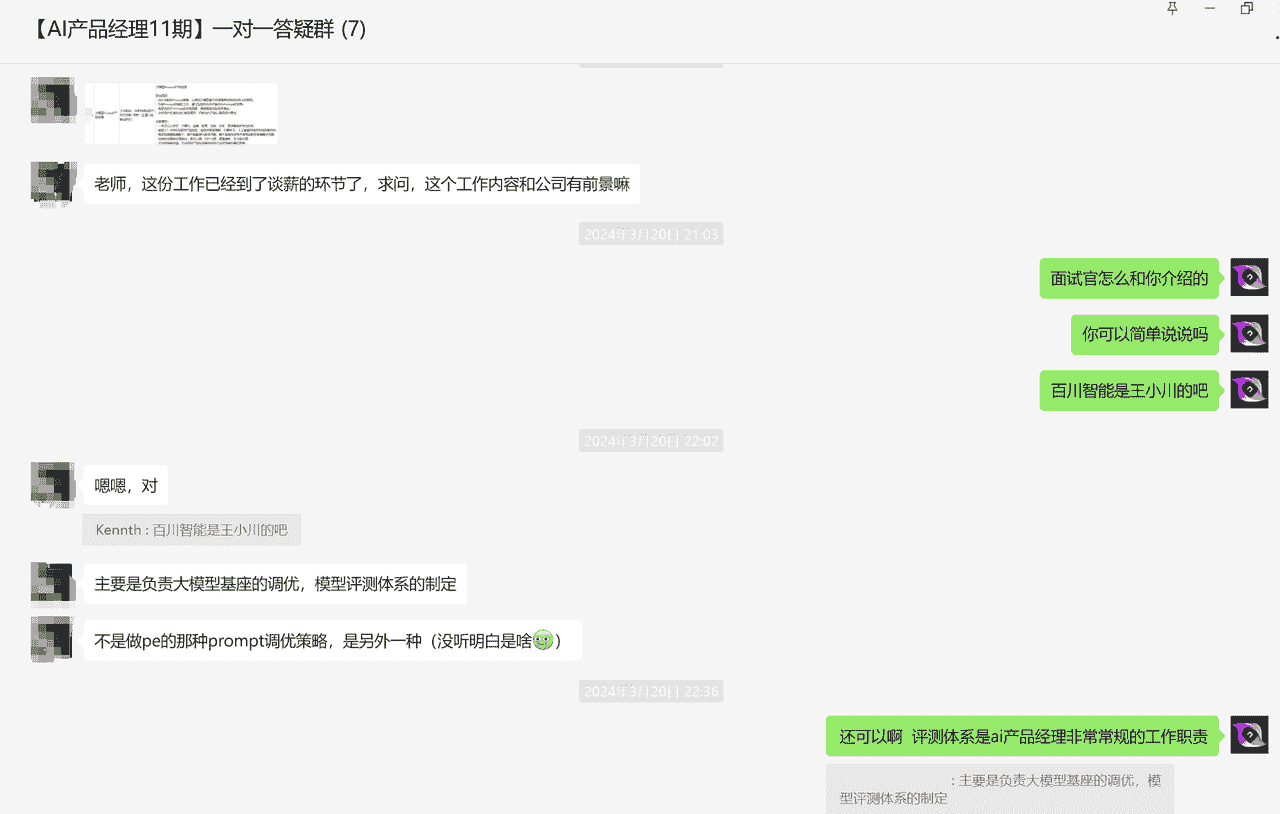 【AI产品经理11期】一对一答疑群 (7)
老师，这份工作已经到了谈薪的环节了，求问，这个工作内容和公司有前景嘛
2024年3月20日 21:03
面试官怎么和你介绍的
你可以简单说说吗
百川智能是王小川的吧
2024年3月20日 22:02
嗯嗯，对
Kennth : 百川智能是王小川的吧
主要是负责大模型基座的调优，模型评测体系的制定
不是做pe的那种prompt调优策略，是另外一种（没听明白是啥）
2024年3月20日 22:36
还可以啊 评测体系是ai产品经理非常常规的工作职责
: 主要是负责大模型基座的调优，模
型评测体系的制定